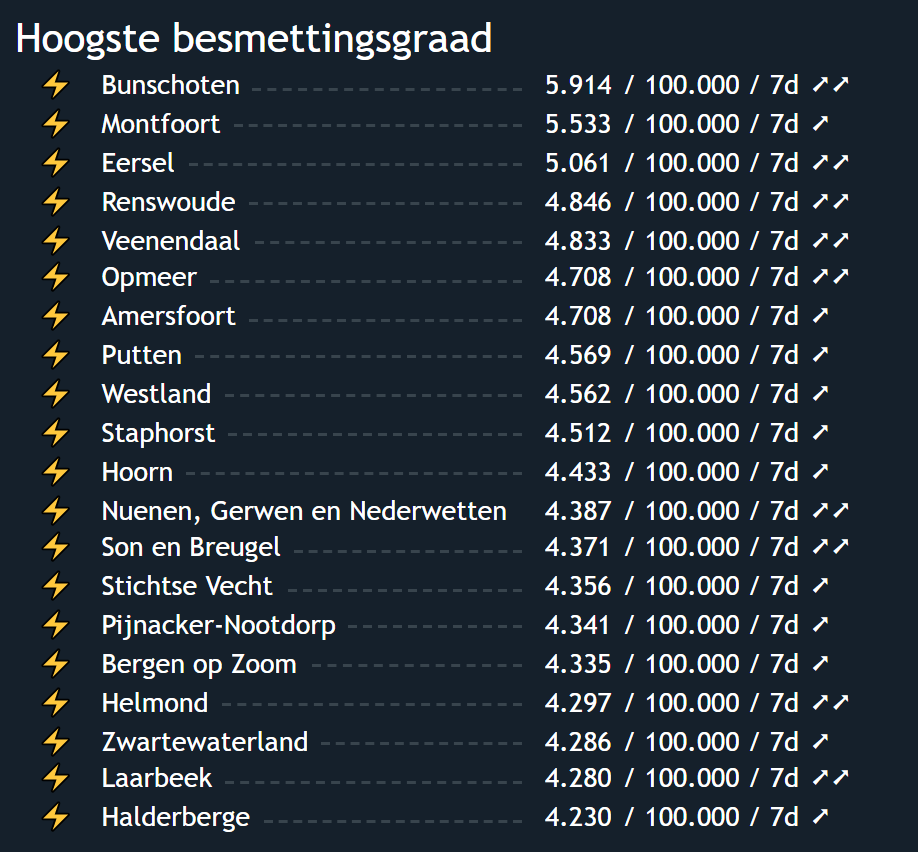 Hoogste besmettingsgraad
⚡ Bunschoten 5.914 / 100.000 / 7d ➚➚
⚡ Montfoort 5.533 / 100.000 / 7d ➚
⚡ Eersel 5.061 / 100.000 / 7d ➚➚
⚡ Renswoude 4.846 / 100.000 / 7d ➚➚
⚡ Veenendaal 4.833 / 100.000 / 7d ➚➚
⚡ Opmeer 4.708 / 100.000 / 7d ➚➚
⚡ Amersfoort 4.708 / 100.000 / 7d ➚
⚡ Putten 4.569 / 100.000 / 7d ➚
⚡ Westland 4.562 / 100.000 / 7d ➚
⚡ Staphorst 4.512 / 100.000 / 7d ➚
⚡ Hoorn 4.433 / 100.000 / 7d ➚
⚡ Nuenen, Gerwen en Nederwetten 4.387 / 100.000 / 7d ➚➚
⚡ Son en Breugel 4.371 / 100.000 / 7d ➚➚
⚡ Stichtse Vecht 4.356 / 100.000 / 7d ➚
⚡ Pijnacker-Nootdorp 4.341 / 100.000 / 7d ➚
⚡ Bergen op Zoom 4.335 / 100.000 / 7d ➚
⚡ Helmond 4.297 / 100.000 / 7d ➚➚
⚡ Zwartewaterland 4.286 / 100.000 / 7d ➚
⚡ Laarbeek 4.280 / 100.000 / 7d ➚➚
⚡ Halderberge 4.230 / 100.000 / 7d ➚